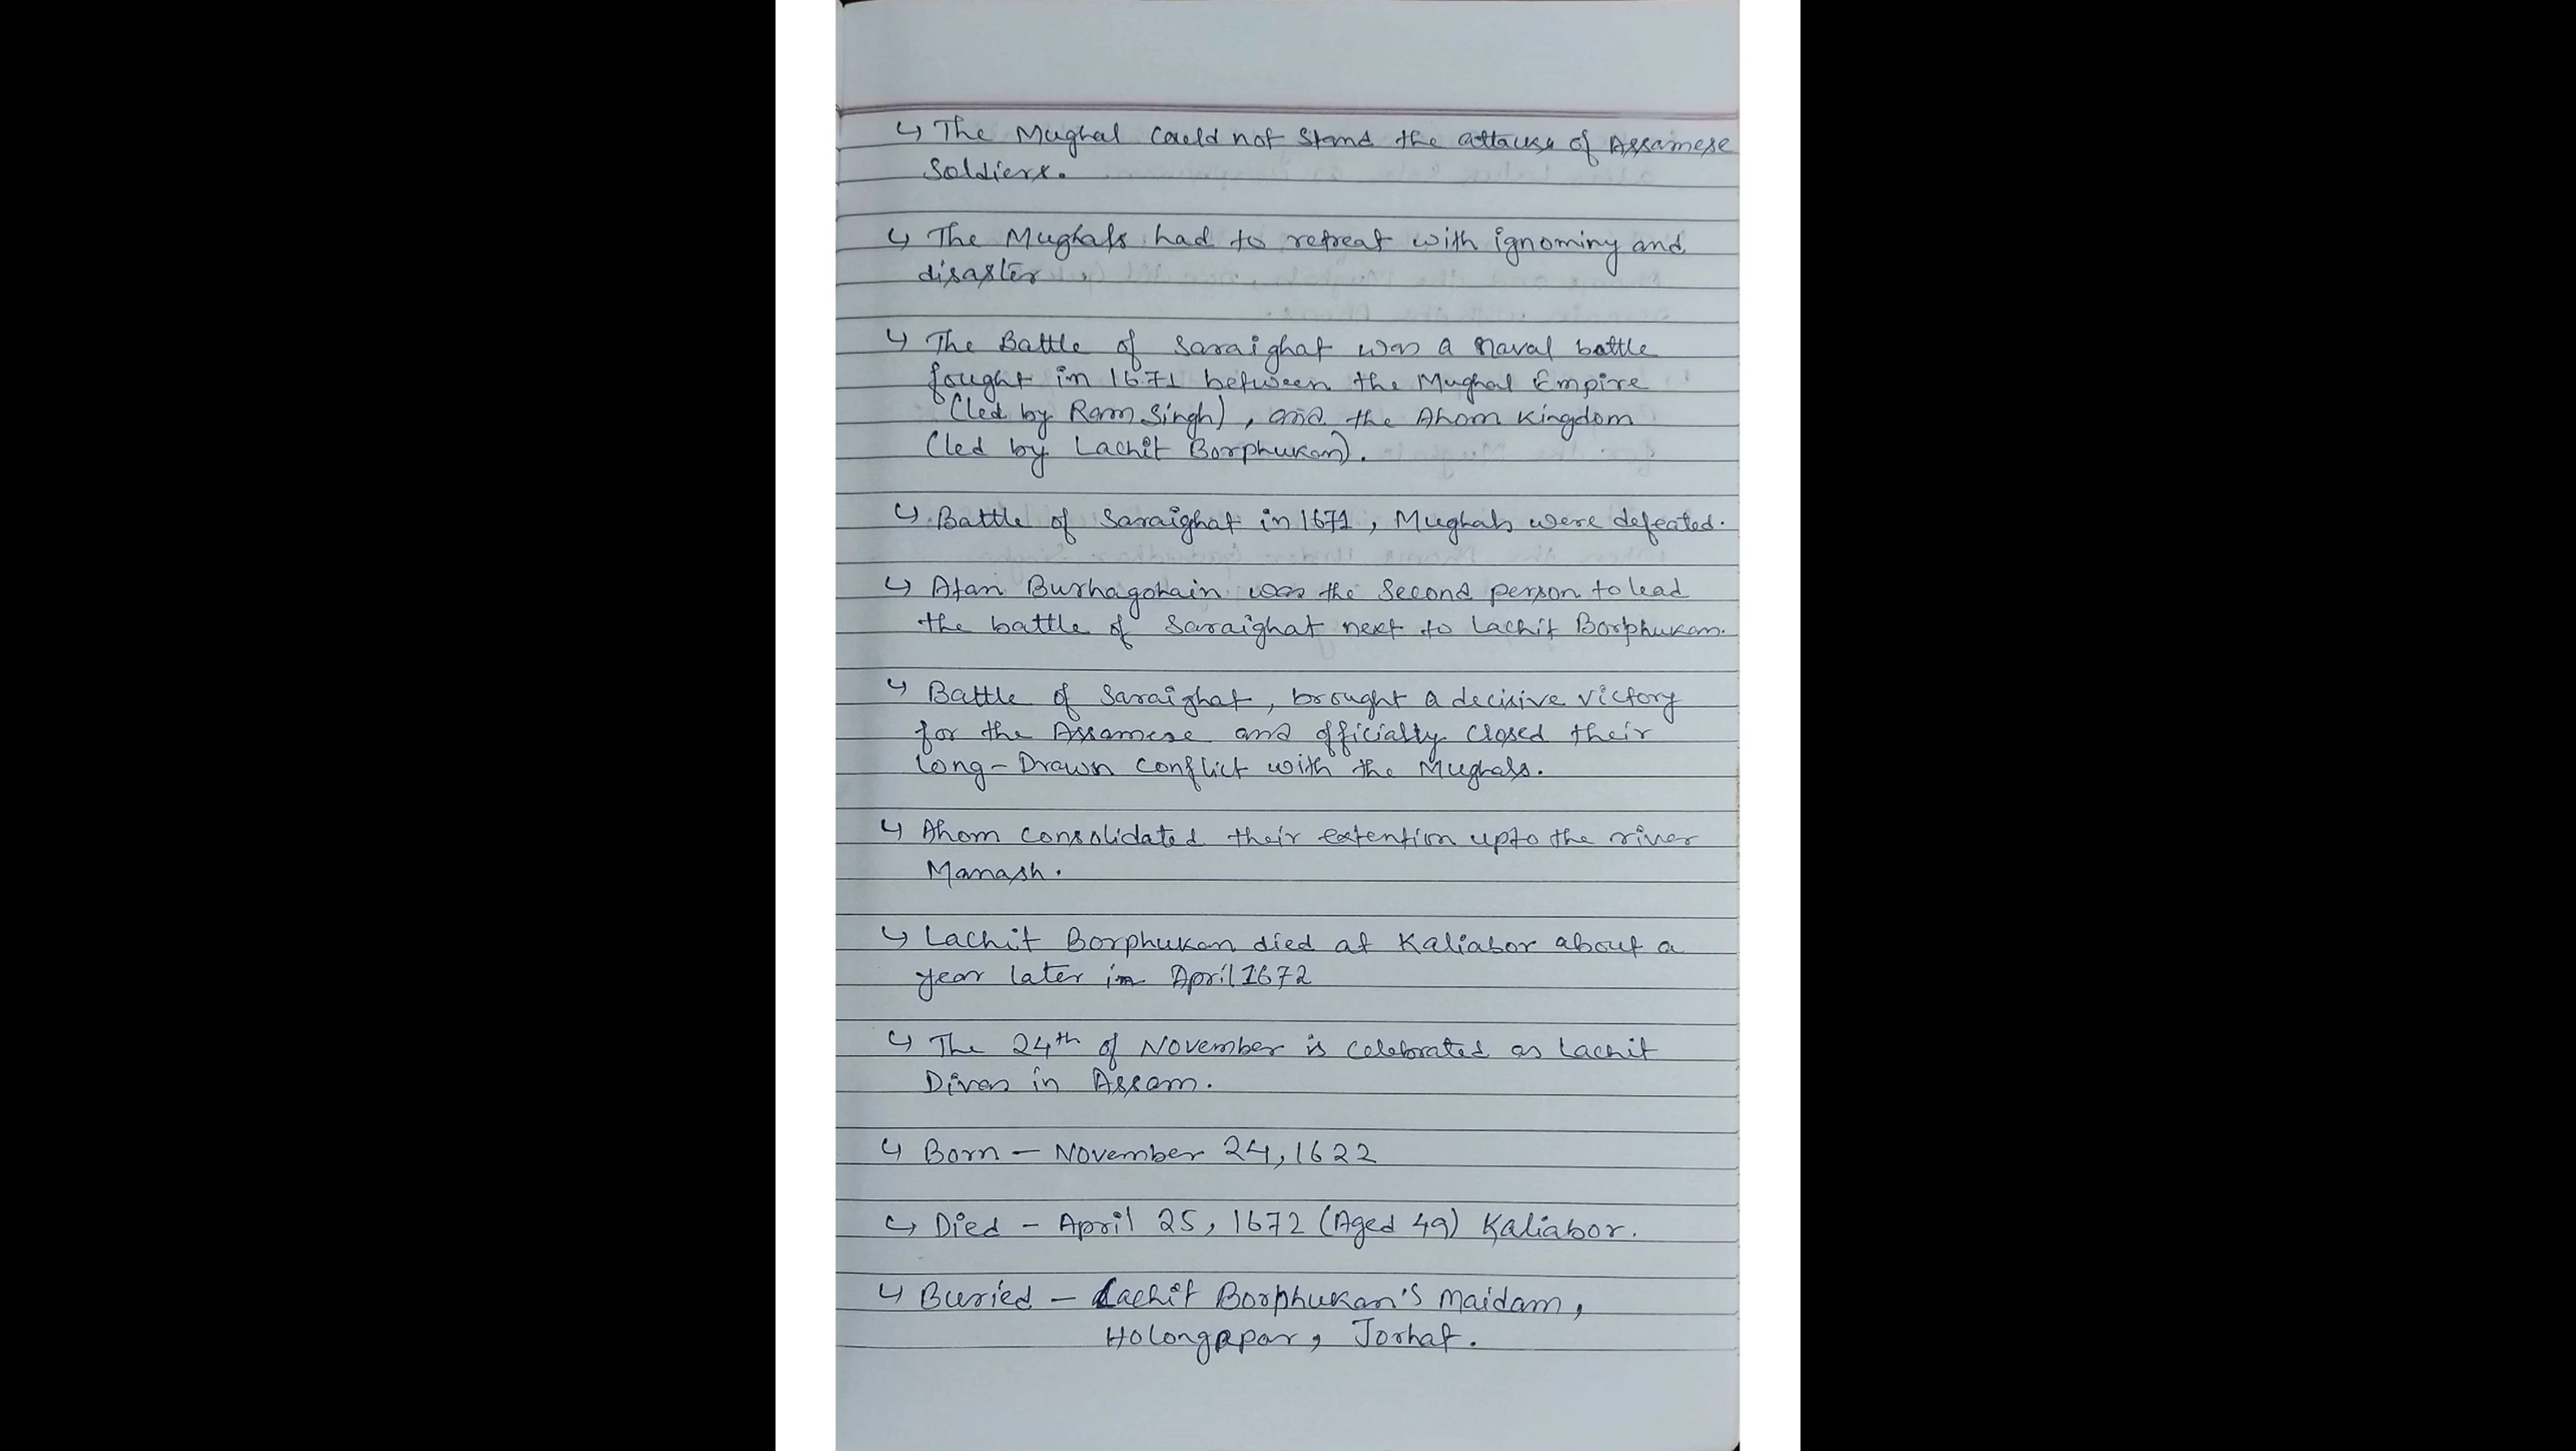 ↳ The Mughal Could not Stand the attacks of Assamese
Soldiers.
↳ The Mughals had to retreat with ignominy and
disaster.
↳ The Battle of Saraighat was a Naval battle
fought in 1671 between the Mughal Empire
(led by Ram Singh), and the Ahom Kingdom
(led by Lachit Borphukan).
↳ Battle of Saraighat in 1671, Mughals were defeated.
↳ Atan Burhagohain was the Second person to lead
the battle of Saraighat next to Lachit Borphukan.
↳ Battle of Saraighat, brought a decisive victory
for the Assamese and officially closed their
long-Drawn conflict with the Mughals.
↳ Ahom consolidated their extention upto the river
Manash.
↳ Lachit Borphukan died at Kaliabor about a
year later in April 1672
↳ The 24th of November is celebrated as Lachit
Divas in Assam.
↳ Born - November 24, 1622
↳ Died - April 25, 1672 (Aged 49) Kaliabor.
↳ Buried - Lachit Borphukan's Maidam,
Holongapar, Jorhat.